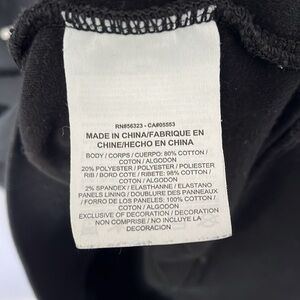 RN#56323 - CA#05553
MADE IN CHINA/FABRIQUE EN
CHINE/HECHO EN CHINA
BODY / CORPS / CUERPO: 80% COTTON /
COTON / ALGODON
20% POLYESTER / POLYESTER / POLIESTER
RIB / BORD COTE / RIBETE: 98% COTTON /
COTON / ALGODON
2% SPANDEX / ELASTHANNE / ELASTANO
PANELS LINING / DOUBLURE DES PANELS
/ FORRO DE LOS PANELES: 100% COTTON /
COTON / ALGODON
EXCLUSIVE OF DECORATION / DECORATION
NON COMPRISE / NO INCLUYE LA
DECORACION